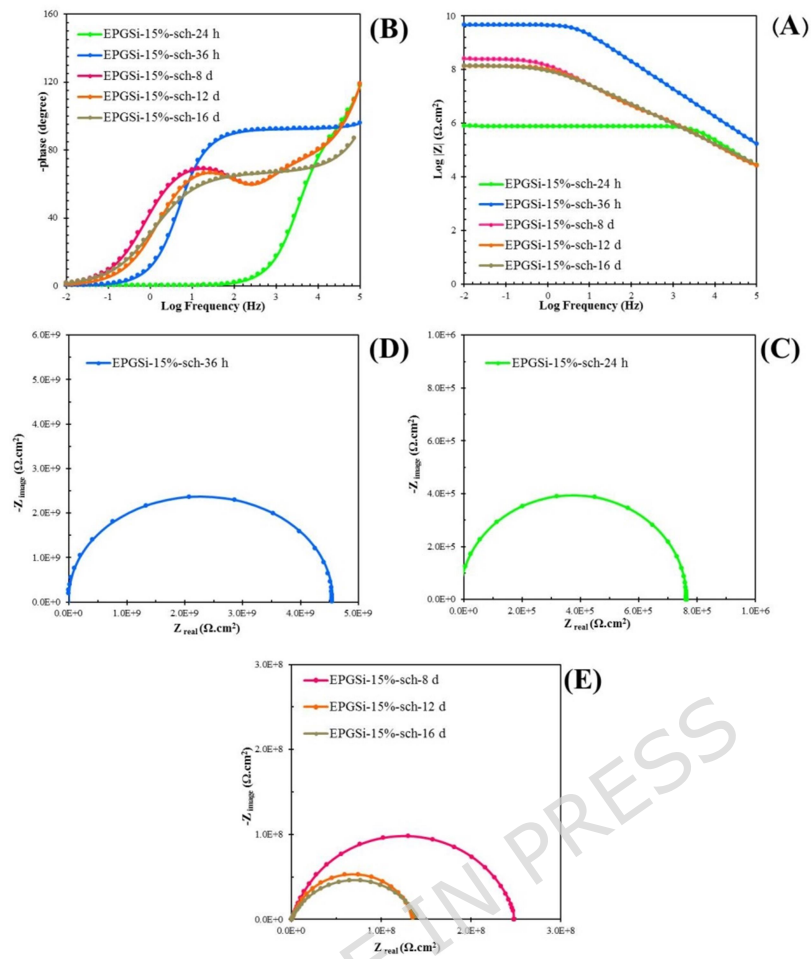 (B)
EPGSi-15%-sch-24 h
EPGSi-15%-sch-36 h
EPGSi-15%-sch-8 d
EPGSi-15%-sch-12 d
EPGSi-15%-sch-16 d
-phase (degree)
160
120
80
40
0
-2 -1 0 1 2 3 4 5
Log Frequency (Hz)
(A)
Log |Z| (Ω.cm²)
10
8
6
4
2
0
EPGSi-15%-sch-24 h
EPGSi-15%-sch-36 h
EPGSi-15%-sch-8 d
EPGSi-15%-sch-12 d
EPGSi-15%-sch-16 d
-2 -1 0 1 2 3 4 5
Log Frequency (Hz)
(D)
EPGSi-15%-sch-36 h
-Z image (Ω.cm²)
6.0E+9
5.0E+9
4.0E+9
3.0E+9
2.0E+9
1.0E+9
0.0E+0
0.0E+0 1.0E+9 2.0E+9 3.0E+9 4.0E+9 5.0E+9
Z real (Ω.cm²)
(C)
EPGSi-15%-sch-24 h
-Z image (Ω.cm²)
1.0E+6
8.0E+5
6.0E+5
4.0E+5
2.0E+5
0.0E+0
0.0E+0 2.0E+5 4.0E+5 6.0E+5 8.0E+5 1.0E+6
Z real (Ω.cm²)
(E)
EPGSi-15%-sch-8 d
EPGSi-15%-sch-12 d
EPGSi-15%-sch-16 d
-Z image (Ω.cm²)
3.0E+8
2.0E+8
1.0E+8
0.0E+0
0.0E+0 1.0E+8 2.0E+8 3.0E+8
Z real (Ω.cm²)
E IN PRESS